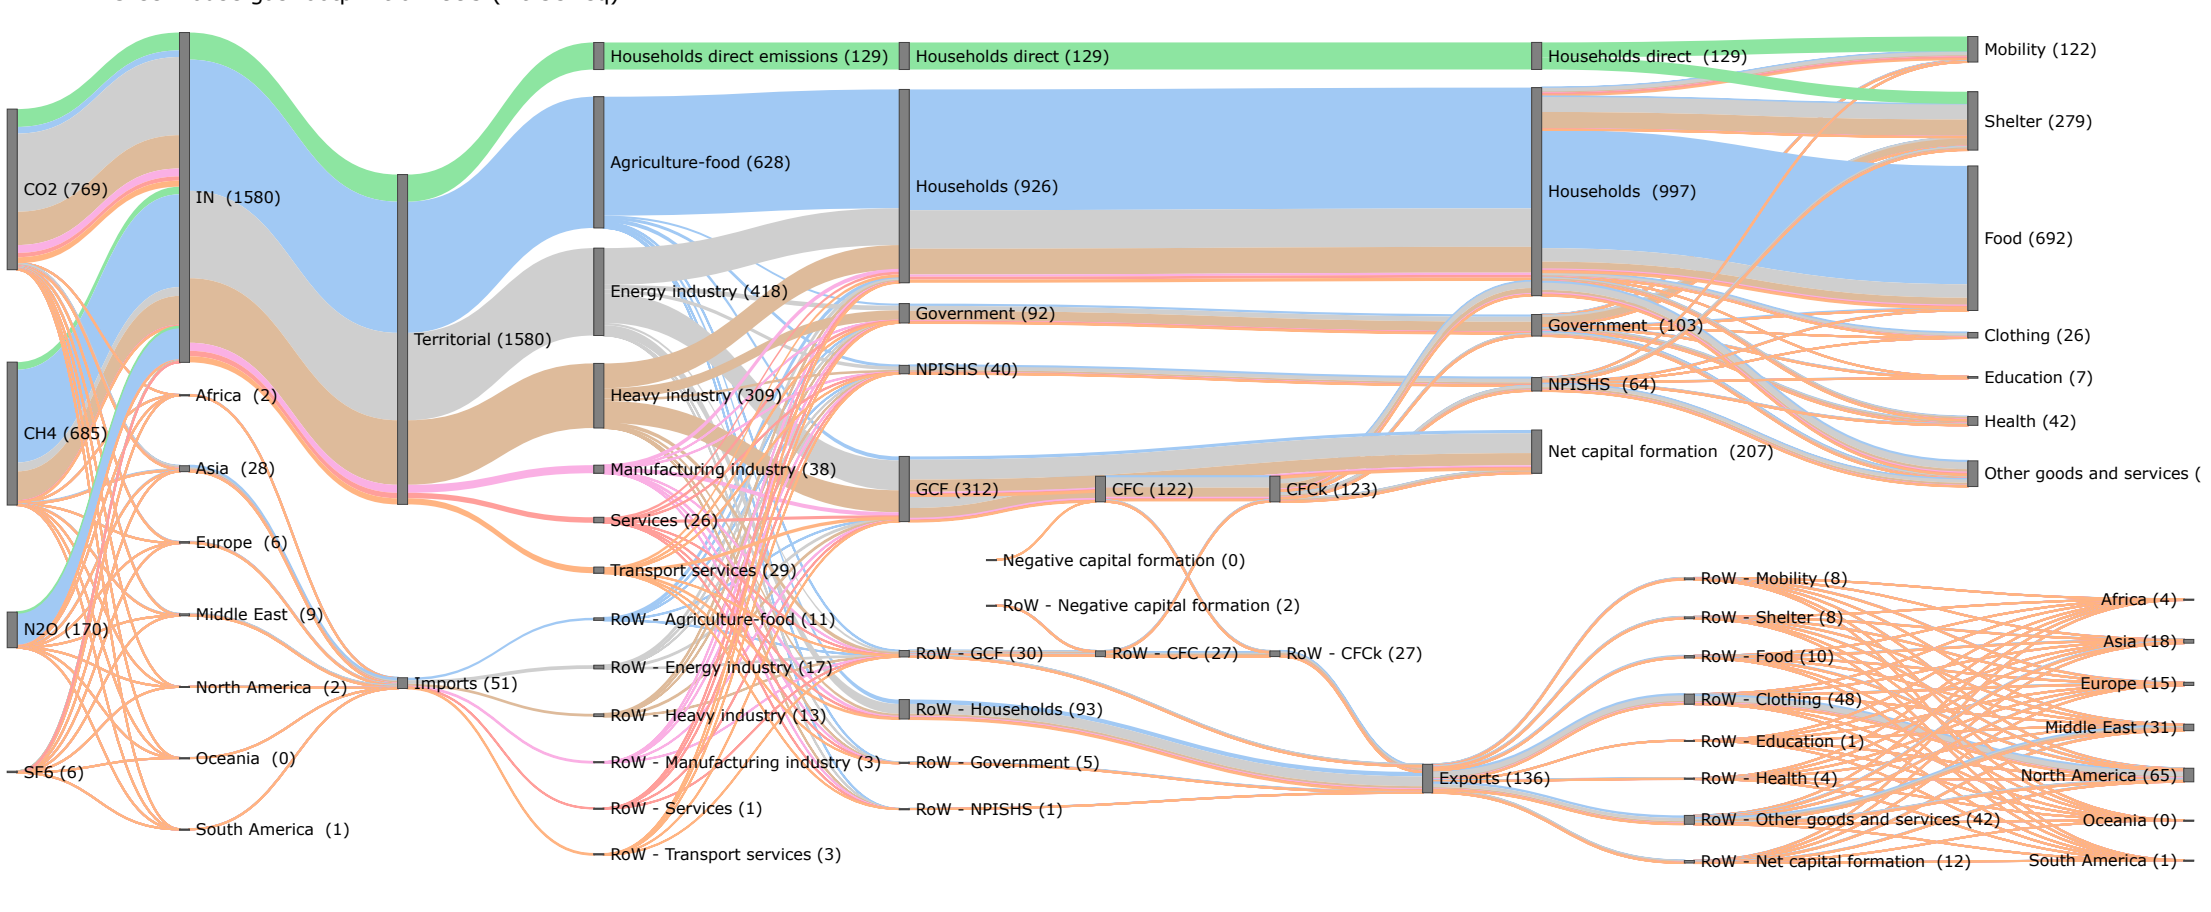 CO2 (769)
CH4 (685)
N2O (170)
SF6 (6)
IN  (1580)
Africa  (2)
Asia  (28)
Europe  (6)
Middle East  (9)
North America  (2)
Oceania  (0)
South America  (1)
Territorial (1580)
Imports (51)
Households direct emissions (129)
Agriculture-food (628)
Energy industry (418)
Heavy industry (309)
Manufacturing industry (38)
Services (26)
Transport services (29)
RoW - Agriculture-food (11)
RoW - Energy industry (17)
RoW - Heavy industry (13)
RoW - Manufacturing industry (3)
RoW - Services (1)
RoW - Transport services (3)
Households direct (129)
Households (926)
Government (92)
NPISHS (40)
GCF (312)
Negative capital formation (0)
RoW - Negative capital formation (2)
RoW - GCF (30)
RoW - Households (93)
RoW - Government (5)
RoW - NPISHS (1)
CFC (122)
RoW - CFC (27)
CFCk (123)
RoW - CFCk (27)
Households direct  (129)
Households  (997)
Government  (103)
NPISHS  (64)
Net capital formation  (207)
Exports (136)
RoW - Mobility (8)
RoW - Shelter (8)
RoW - Food (10)
RoW - Clothing (48)
RoW - Education (1)
RoW - Health (4)
RoW - Other goods and services (42)
RoW - Net capital formation  (12)
Mobility (122)
Shelter (279)
Food (692)
Clothing (26)
Education (7)
Health (42)
Other goods and services (
Africa (4)
Asia (18)
Europe (15)
Middle East (31)
North America (65)
Oceania (0)
South America (1)